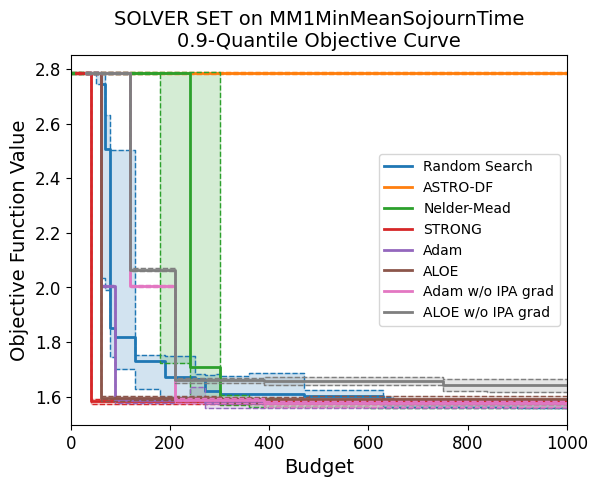 SOLVER SET on MM1MinMeanSojournTime
0.9-Quantile Objective Curve
Objective Function Value
2.8
2.6
2.4
2.2
2.0
1.8
1.6
Random Search
ASTRO-DF
Nelder-Mead
STRONG
Adam
ALOE
Adam w/o IPA grad
ALOE w/o IPA grad
0 200 400 600 800 1000
Budget